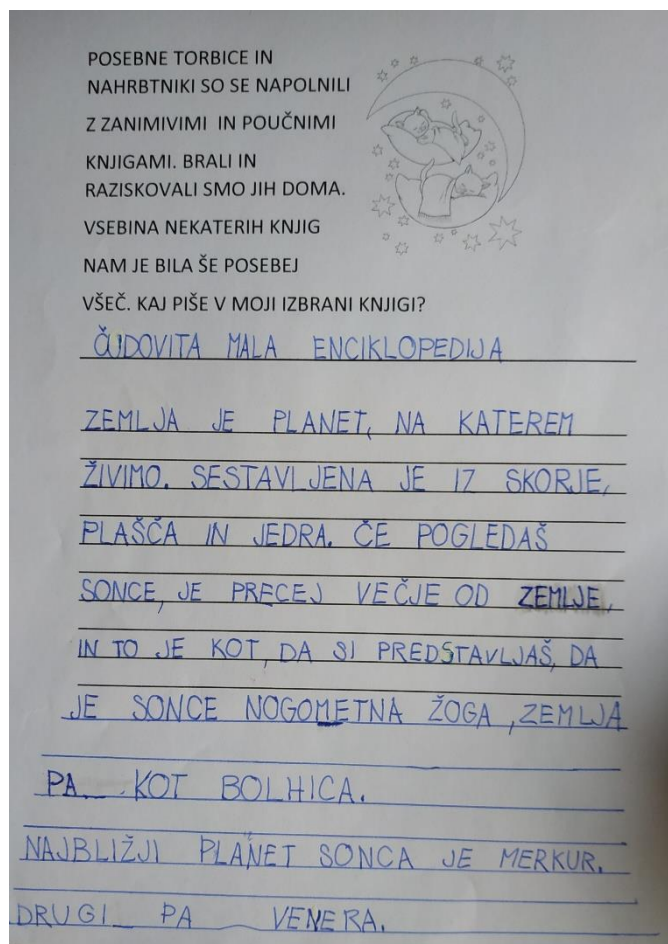 POSEBNE TORBICE IN
NAHRBTNIKI SO SE NAPOLNILI
Z ZANIMIVIMI IN POUČNIMI
KNJIGAMI. BRALI IN
RAZISKOVALI SMO JIH DOMA.
VSEBINA NEKATERIH KNJIG
NAM JE BILA ŠE POSEBEJ
VŠEČ. KAJ PIŠE V MOJI IZBRANI KNJIGI?
ČUDOVITA MALA ENCIKLOPEDIJA
ZEMLJA JE PLANET, NA KATEREM
ŽIVIMO. SESTAVLJENA JE IZ SKORJE,
PLAŠČA IN JEDRA. ČE POGLEDAŠ
SONCE, JE PRECEJ VEČJE OD ZEMLJE,
IN TO JE KOT, DA SI PREDSTAVLJAŠ, DA
JE SONCE NOGOMETNA ŽOGA, ZEMLJA
PA KOT BOLHICA.
NAJBLIŽJI PLANET SONCA JE MERKUR.
DRUGI PA VENERA.